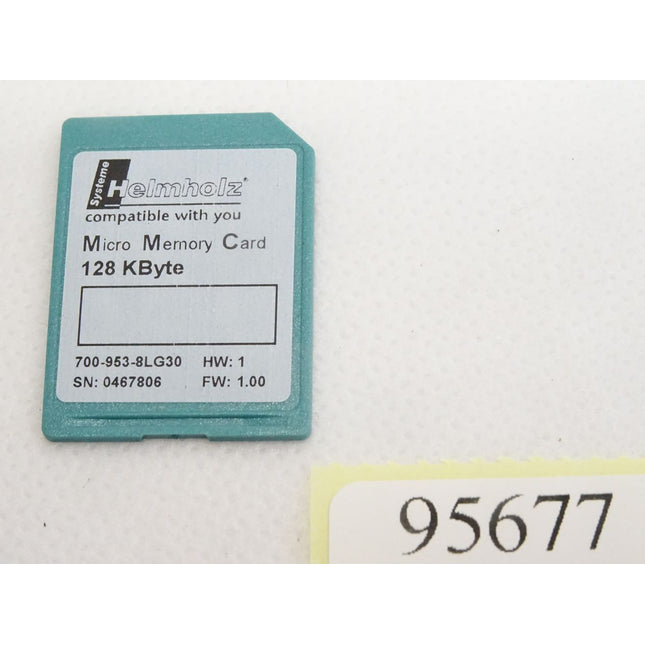 Systeme Helmholz
compatible with you
Micro Memory Card
128 KByte
700-953-8LG30 HW: 1
SN: 0467806 FW: 1.00
95677